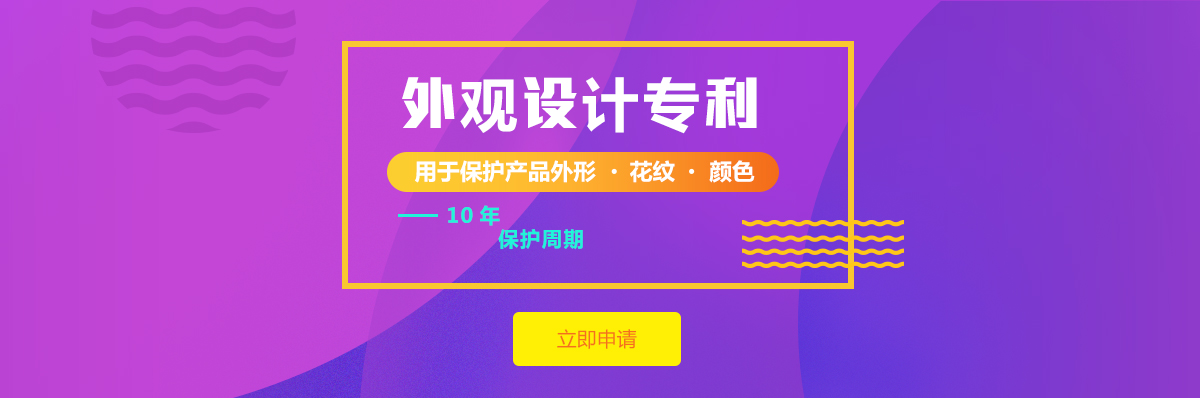 外观设计专利
用于保护产品外形 · 花纹 · 颜色
—— 10 年
保护周期
立即申请